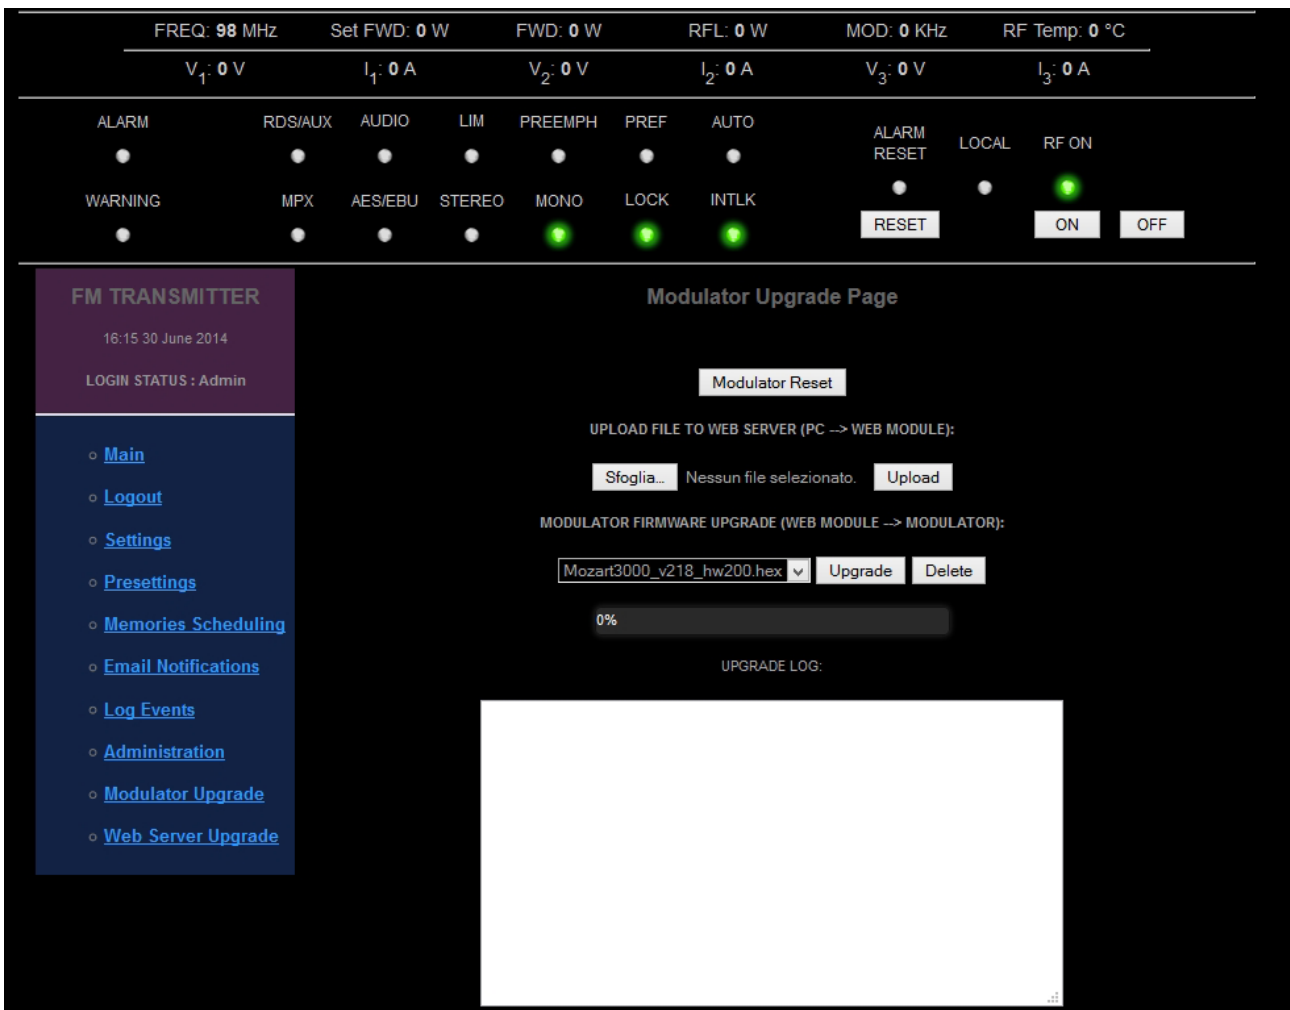 FREQ: 98 MHz Set FWD: 0 W FWD: 0 W RFL: 0 W MOD: 0 KHz RF Temp: 0 °C
V1: 0 V I1: 0 A V2: 0 V I2: 0 A V3: 0 V I3: 0 A
ALARM RDS/AUX AUDIO LIM PREEMPH PREF AUTO
ALARM RESET LOCAL RF ON
WARNING MPX AES/EBU STEREO MONO LOCK INTLK
RESET ON OFF
FM TRANSMITTER
16:15 30 June 2014
LOGIN STATUS : Admin
Main
Logout
Settings
Presettings
Memories Scheduling
Email Notifications
Log Events
Administration
Modulator Upgrade
Web Server Upgrade
Modulator Upgrade Page
Modulator Reset
UPLOAD FILE TO WEB SERVER (PC --> WEB MODULE):
Sfoglia... Nessun file selezionato. Upload
MODULATOR FIRMWARE UPGRADE (WEB MODULE --> MODULATOR):
Mozart3000_v218_hw200.hex Upgrade Delete
0%
UPGRADE LOG: